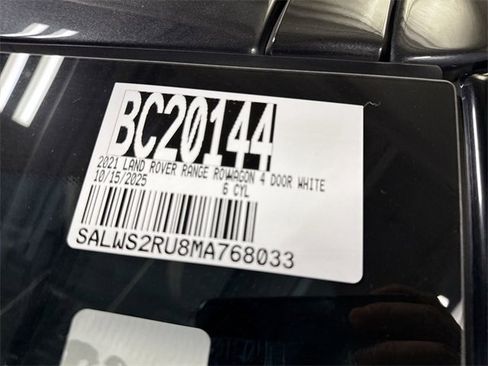 BC20144
2021 LAND ROVER RANGE ROWAGON 4 DOOR WHITE
10/15/2025 6 CYL
SALWS2RU8MA768033